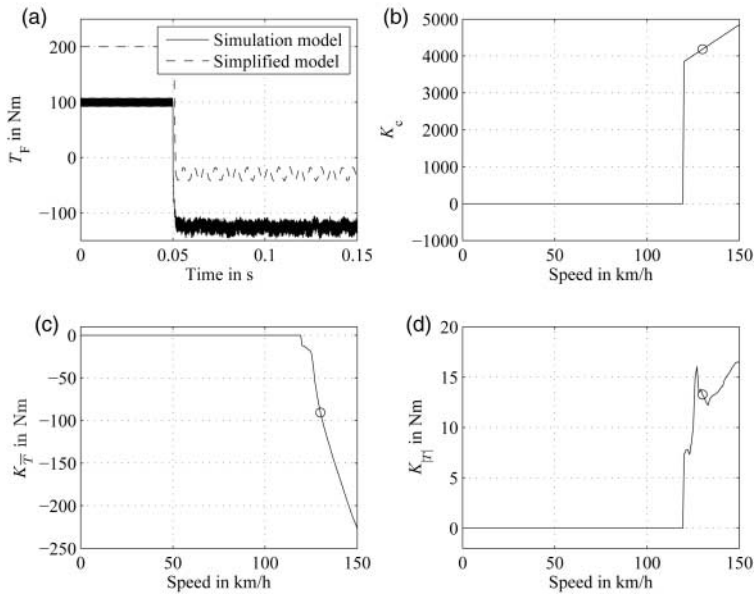 (a)
200
100
0
−100
T_F in Nm
Simulation model
Simplified model
0
0.05
0.1
0.15
Time in s
(b)
5000
4000
3000
2000
1000
0
−1000
K_c
0
50
100
150
Speed in km/h
(c)
0
−50
−100
−150
−200
−250
K_T̅ in Nm
0
50
100
150
Speed in km/h
(d)
20
15
10
5
0
K_|T| in Nm
0
50
100
150
Speed in km/h